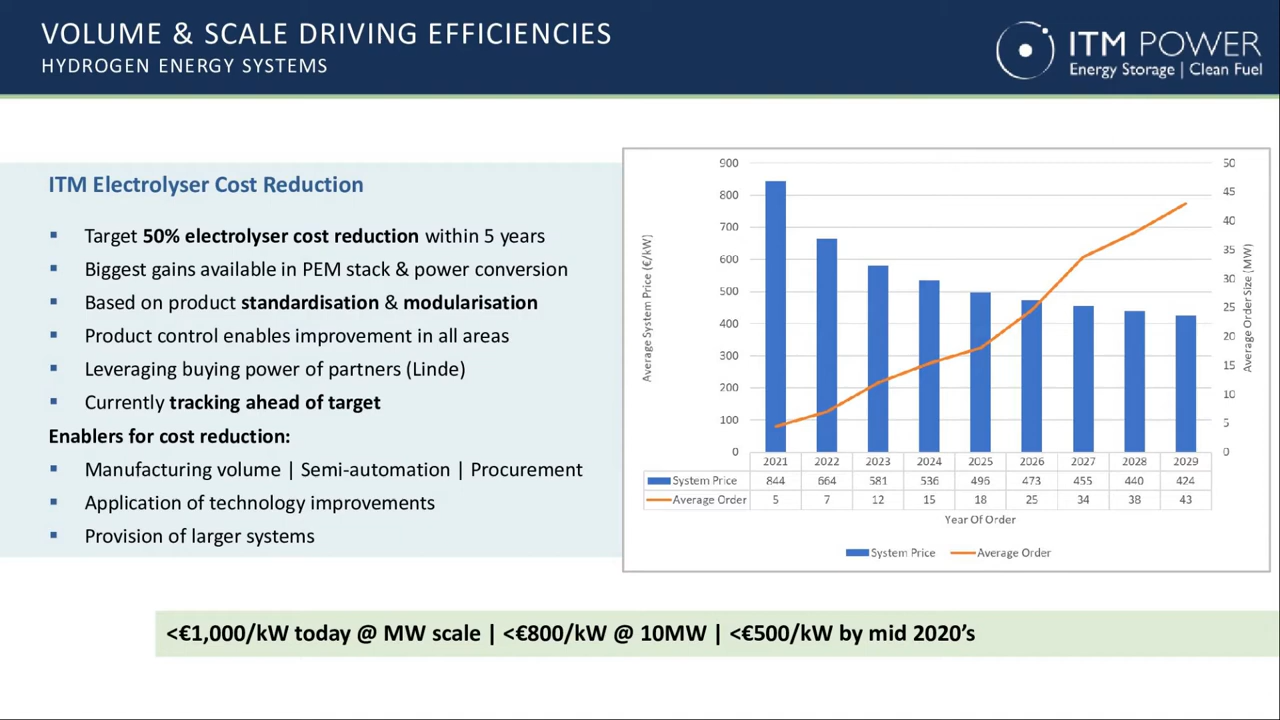 VOLUME & SCALE DRIVING EFFICIENCIES
HYDROGEN ENERGY SYSTEMS
ITM POWER
Energy Storage | Clean Fuel
ITM Electrolyser Cost Reduction
▪ Target 50% electrolyser cost reduction within 5 years
▪ Biggest gains available in PEM stack & power conversion
▪ Based on product standardisation & modularisation
▪ Product control enables improvement in all areas
▪ Leveraging buying power of partners (Linde)
▪ Currently tracking ahead of target
Enablers for cost reduction:
▪ Manufacturing volume | Semi-automation | Procurement
▪ Application of technology improvements
▪ Provision of larger systems
Average System Price (€/kW)
900
800
700
600
500
400
300
200
100
0
50
45
40
35
30
25
20
15
10
5
0
Average Order Size (MW)
2021 2022 2023 2024 2025 2026 2027 2028 2029
System Price 844 664 581 536 496 473 455 440 424
Average Order 5 7 12 15 18 25 34 38 43
Year Of Order
System Price Average Order
<€1,000/kW today @ MW scale | <€800/kW @ 10MW | <€500/kW by mid 2020's